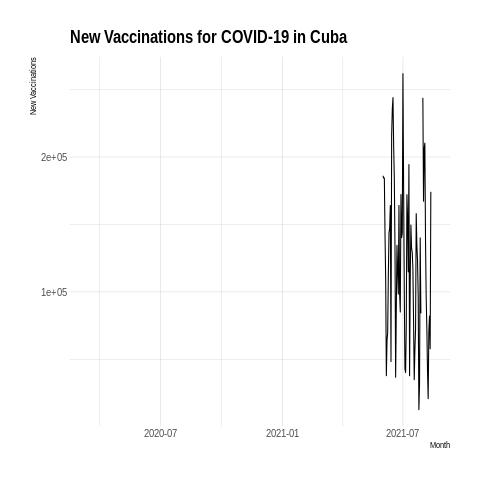 New Vaccinations for COVID-19 in Cuba
New Vaccinations
2e+05
1e+05
2020-07
2021-01
2021-07
Month